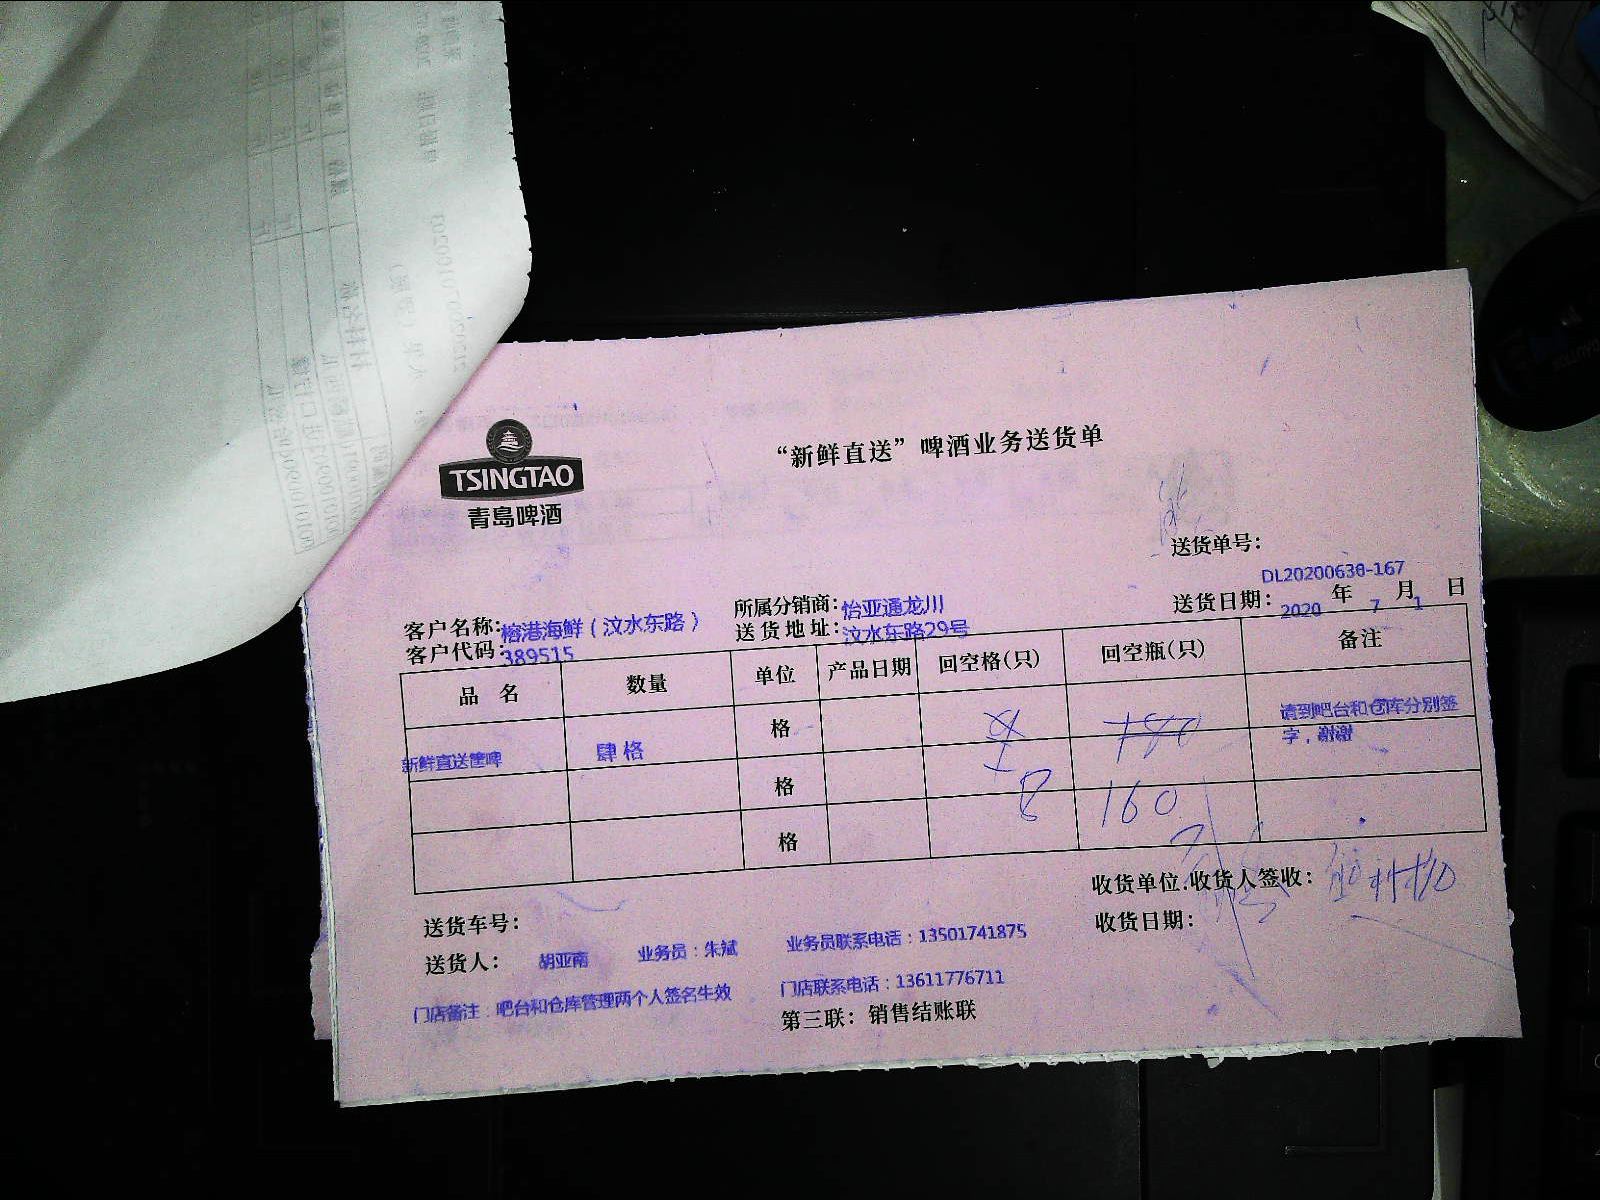 TSINGTAO
青島啤酒
“新鲜直送”啤酒业务送货单
送货单号：
DL20200630-167
客户名称：榕港海鲜（汶水东路）
所属分销商：怡亚通龙川
送货日期：2020 年 7 月 1 日
客户代码：389515
送货地址：汶水东路29号
品 名 数量 单位 产品日期 回空格（只） 回空瓶（只） 备注
新鲜直送篚啤 肆格 格 请到吧台和仓库分别签
字，谢谢
格 8 160
格
收货单位.收货人签收：
送货车号：
收货日期：
送货人： 胡亚南 业务员：朱斌 业务员联系电话：13501741875
门店备注：吧台和仓库管理两个人签名生效 门店联系电话：13611776711
第三联：销售结账联